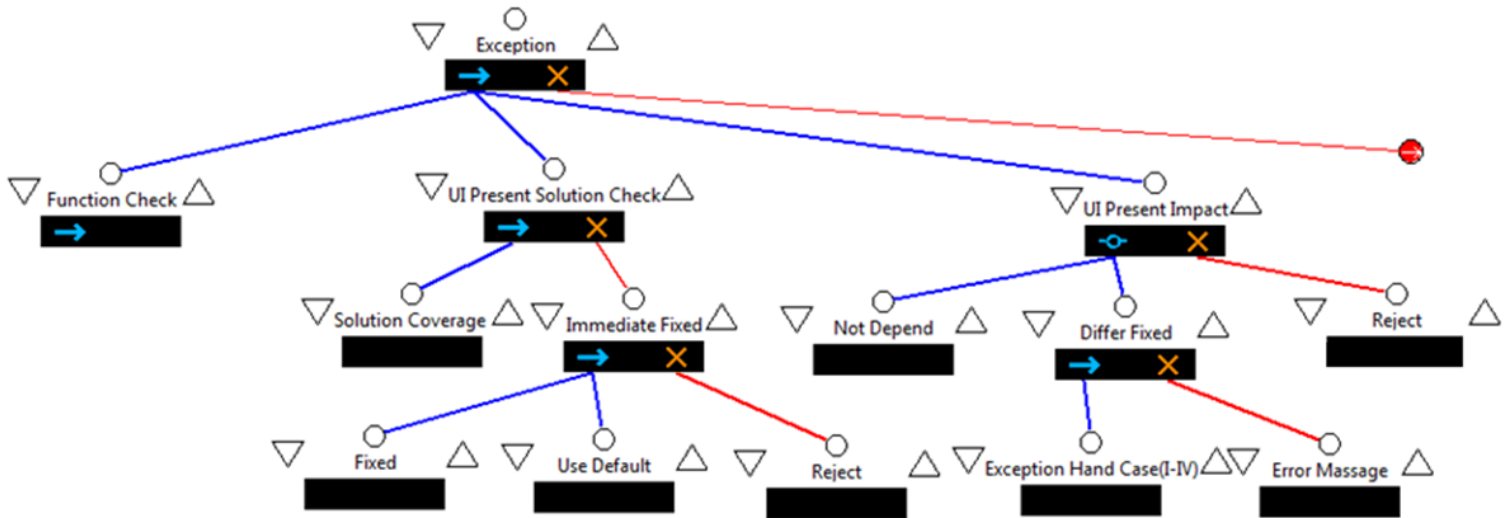 Exception
Function Check
UI Present Solution Check
UI Present Impact
Solution Coverage
Immediate Fixed
Not Depend
Differ Fixed
Reject
Fixed
Use Default
Reject
Exception Hand Case(I-IV)
Error Massage